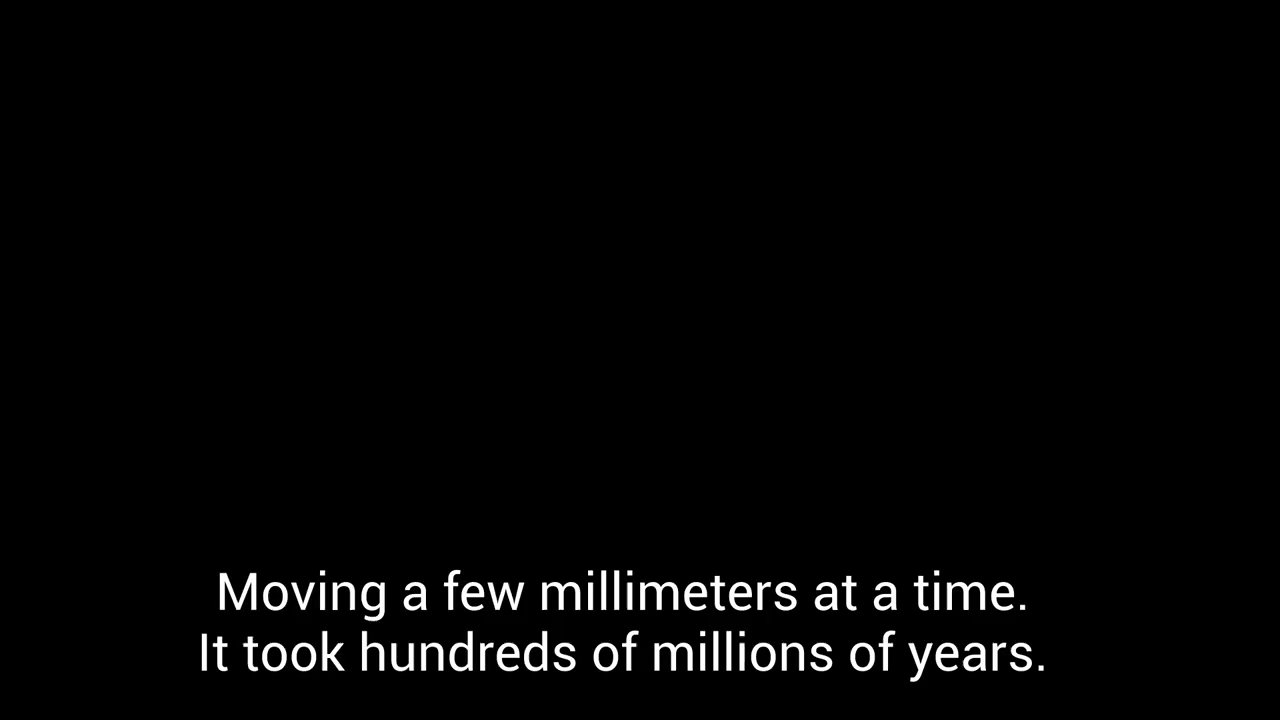 Moving a few millimeters at a time.
It took hundreds of millions of years.